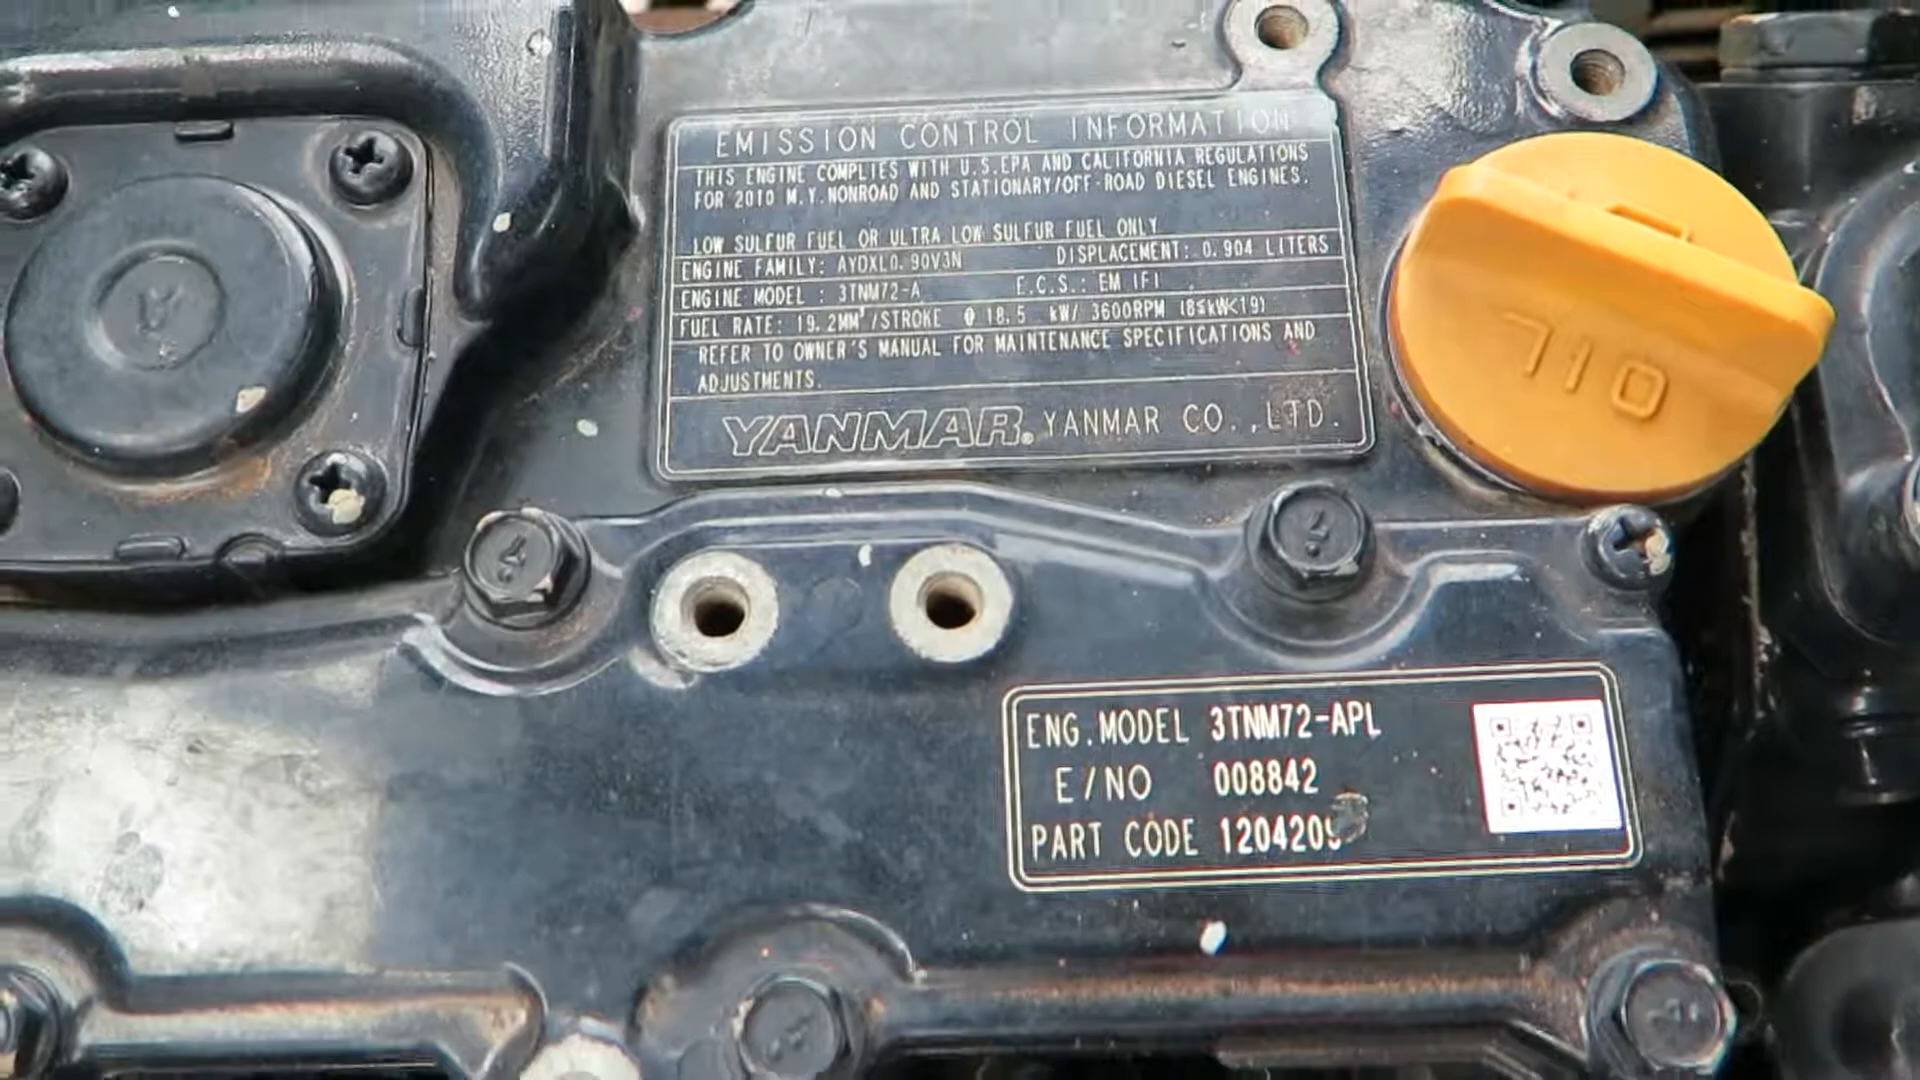 EMISSION CONTROL INFORMATION
THIS ENGINE COMPLIES WITH U.S.EPA AND CALIFORNIA REGULATIONS
FOR 2010 M.Y.NONROAD AND STATIONARY/OFF-ROAD DIESEL ENGINES.
LOW SULFUR FUEL OR ULTRA LOW SULFUR FUEL ONLY
ENGINE FAMILY: AYDXL0.90V3N DISPLACEMENT: 0.904 LITERS
ENGINE MODEL : 3TNM72-A E.C.S.: EM IFI
FUEL RATE: 19.2MM³/STROKE @ 18.5 kW/ 3600RPM (8≤kW<19)
REFER TO OWNER'S MANUAL FOR MAINTENANCE SPECIFICATIONS AND
ADJUSTMENTS.
YANMAR. YANMAR CO.,LTD.
OIL
ENG.MODEL 3TNM72-APL
E/NO 008842
PART CODE